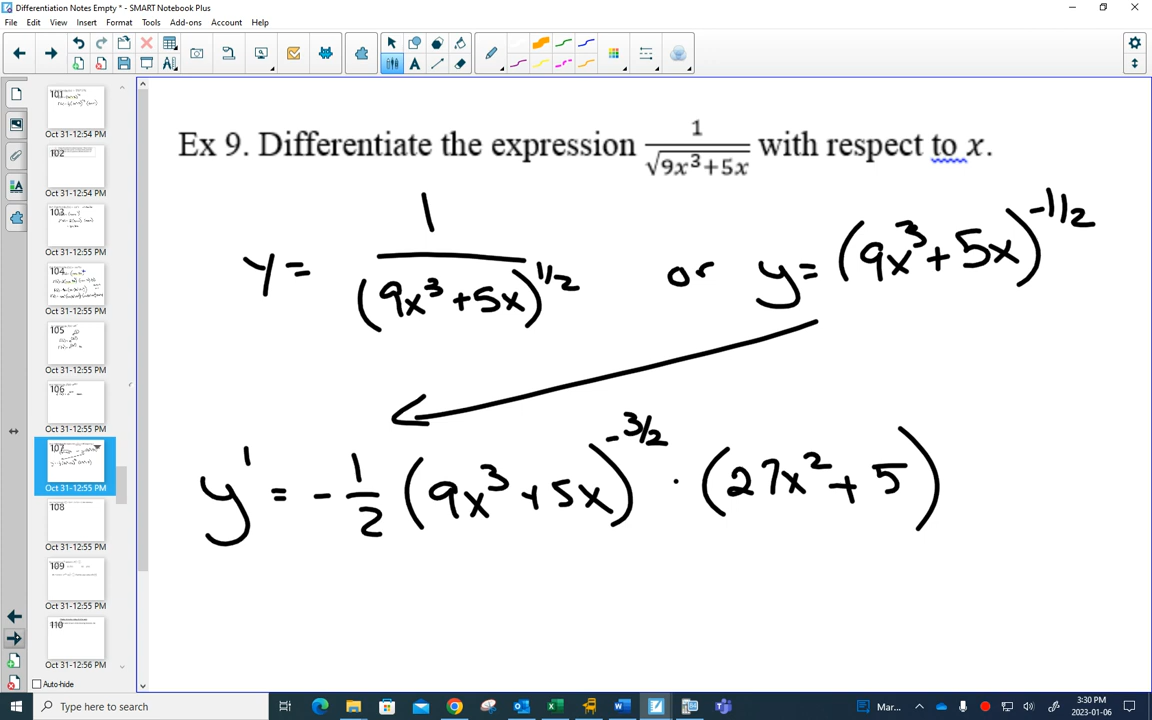 Differentiation Notes Empty * - SMART Notebook Plus
File Edit View Insert Format Tools Add-ons Account Help
101
Oct 31-12:54 PM
102
Oct 31-12:54 PM
103
Oct 31-12:55 PM
104
Oct 31-12:55 PM
105
Oct 31-12:55 PM
106
Oct 31-12:55 PM
107
Oct 31-12:55 PM
108
Oct 31-12:55 PM
109
Oct 31-12:55 PM
110
Oct 31-12:56 PM
Auto-hide
Ex 9. Differentiate the expression 1/√9x³+5x with respect to x.
y = 1/(9x³+5x)^1/2 or y = (9x³+5x)^-1/2
y' = -1/2 (9x³+5x)^-3/2 · (27x²+5)
Type here to search
Mar...
3:30 PM
2023-01-06